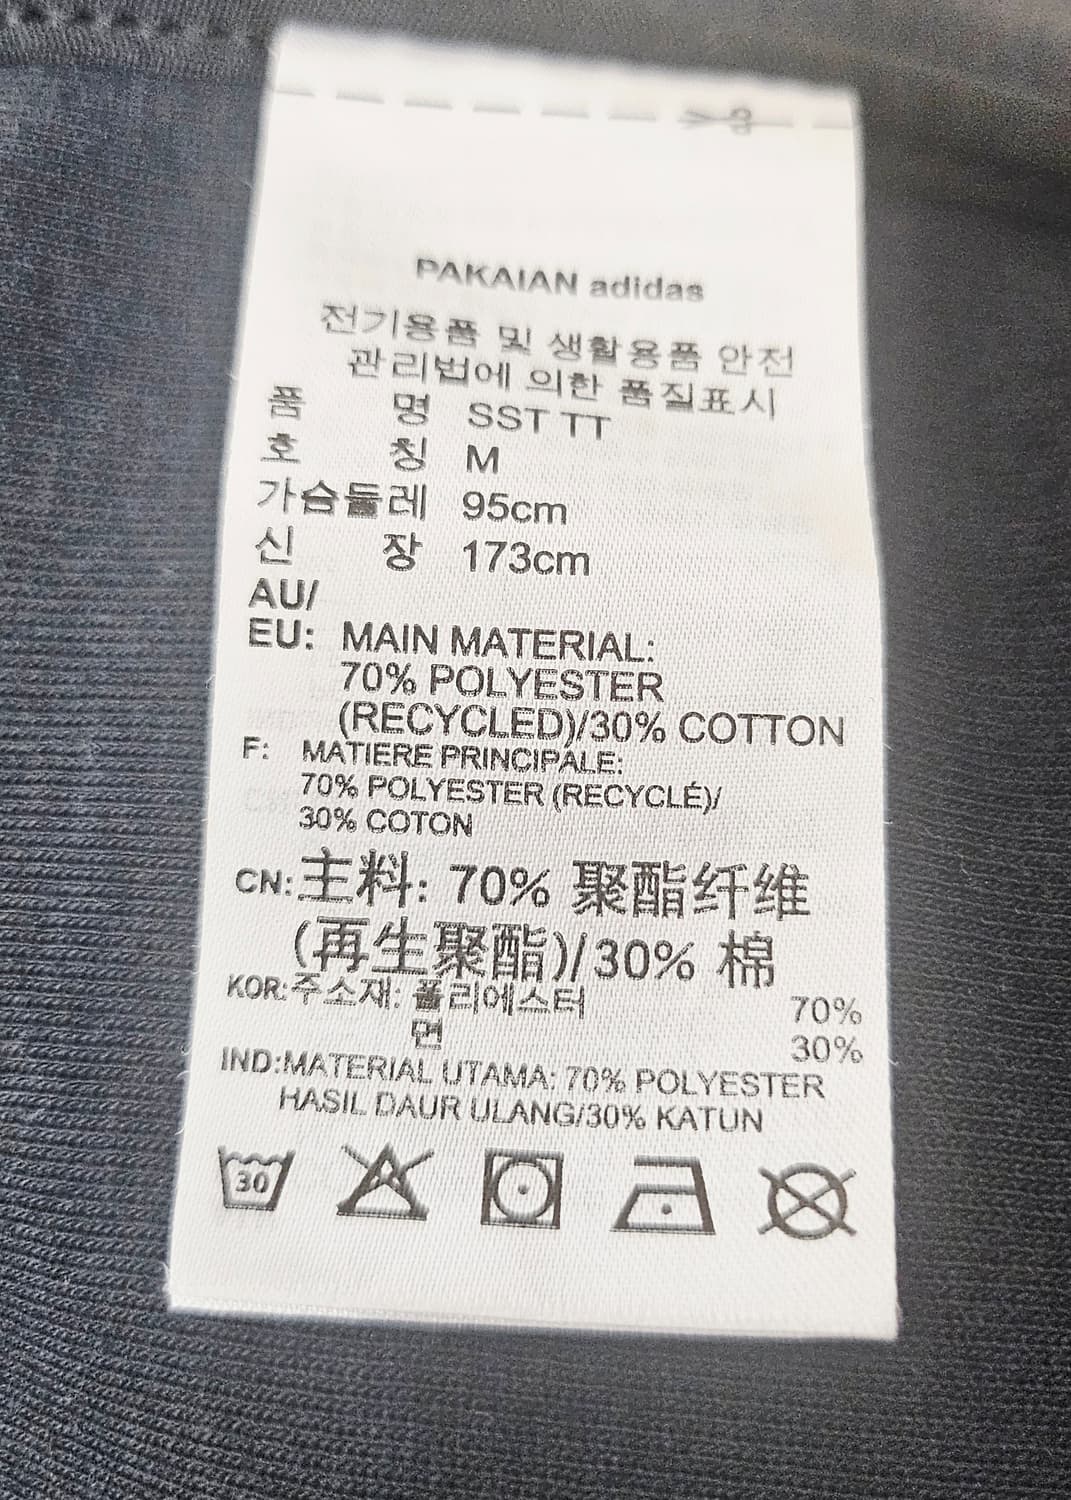 PAKAIAN adidas
전기용품 및 생활용품 안전
관리법에 의한 품질표시
품 명 SST TT
호 칭 M
가슴둘레 95cm
신 장 173cm
AU/
EU: MAIN MATERIAL:
70% POLYESTER
(RECYCLED)/30% COTTON
F: MATIERE PRINCIPALE:
70% POLYESTER (RECYCLÉ)/
30% COTON
CN:主料: 70% 聚酯纤维
(再生聚酯)/30% 棉
KOR:주소재: 폴리에스터 70%
면 30%
IND:MATERIAL UTAMA: 70% POLYESTER
HASIL DAUR ULANG/30% KATUN
30